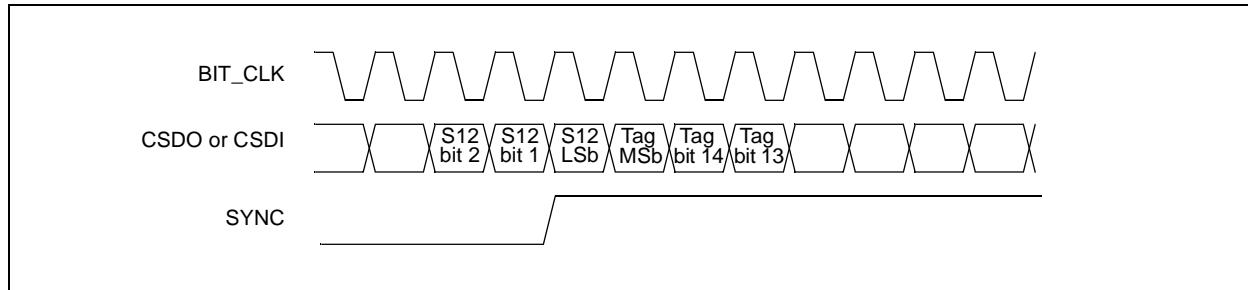 BIT_CLK
CSDO or CSDI
S12 bit 2
S12 bit 1
S12 LSb
Tag MSb
Tag bit 14
Tag bit 13
SYNC